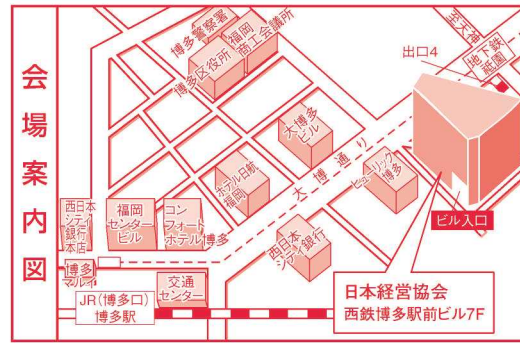 会場案内図
博多警察署
福岡
商工会議所
博多区役所
至天神
地下鉄
祇園
出口4
大博多
ビル
大博通り
ホテル日航
福岡
ヒューリック
博多
ビル入口
西日本
シティ
銀行
本店
福岡
センター
ビル
コン
フォート
ホテル博多
西日本
シティ銀行
博多
マルイ
交通
センター
JR(博多口)
博多駅
日本経営協会
西鉄博多駅前ビル7F